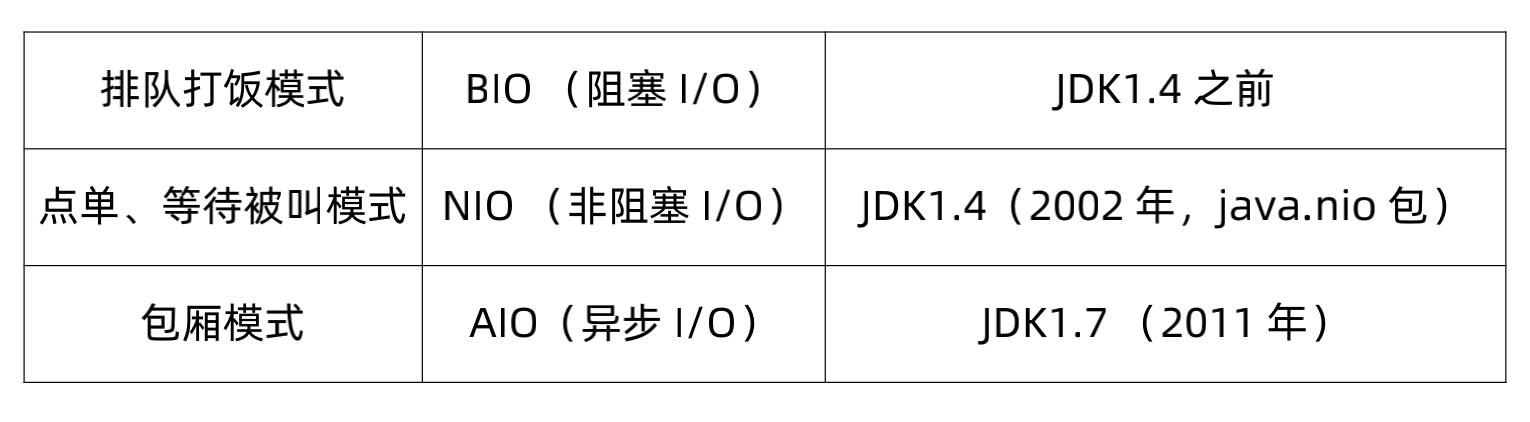 排队打饭模式 BIO （阻塞 I/O） JDK1.4 之前
点单、等待被叫模式 NIO （非阻塞 I/O） JDK1.4（2002 年，java.nio 包）
包厢模式 AIO（异步 I/O） JDK1.7 （2011 年）